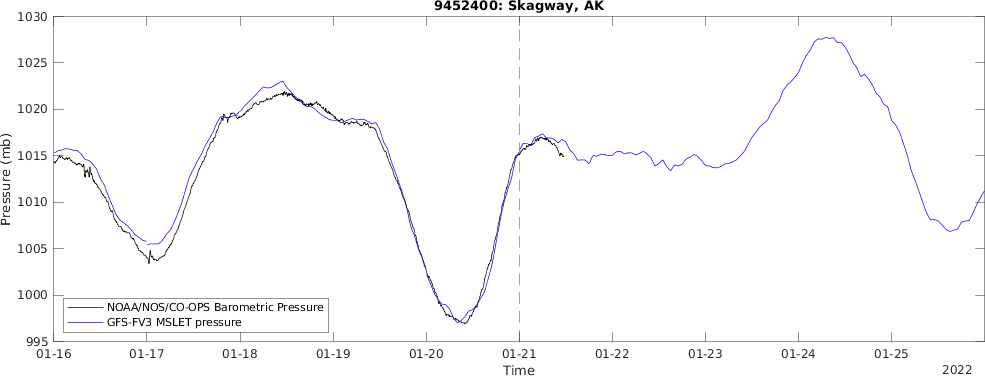 9452400: Skagway, AK
1030
1025
1020
1015
1010
1005
1000
995
Pressure (mb)
NOAA/NOS/CO-OPS Barometric Pressure
GFS-FV3 MSLET pressure
01-16 01-17 01-18 01-19 01-20 01-21 01-22 01-23 01-24 01-25
Time
2022